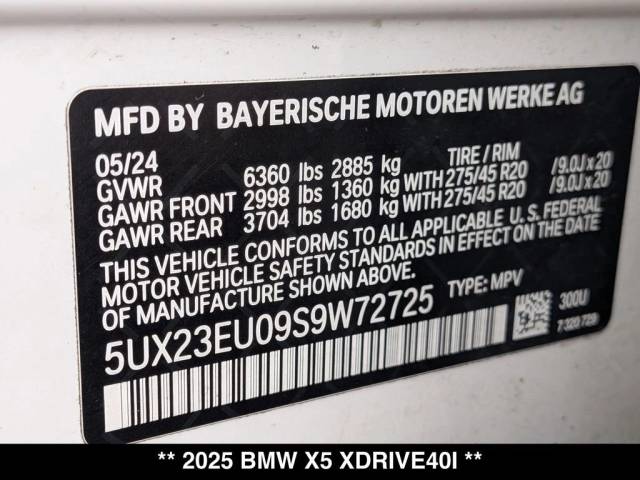 MFD BY BAYERISCHE MOTOREN WERKE AG
05/24 TIRE / RIM
GVWR 6360 lbs 2885 kg
GAWR FRONT 2998 lbs 1360 kg WITH 275/45 R20 /9.0J x 20
GAWR REAR 3704 lbs 1680 kg WITH 275/45 R20 /9.0J x 20
THIS VEHICLE CONFORMS TO ALL APPLICABLE U. S. FEDERAL
MOTOR VEHICLE SAFETY STANDARDS IN EFFECT ON THE DATE
OF MANUFACTURE SHOWN ABOVE.
5UX23EU09S9W72725 TYPE: MPV 300U
7 320 729
** 2025 BMW X5 XDRIVE40I **